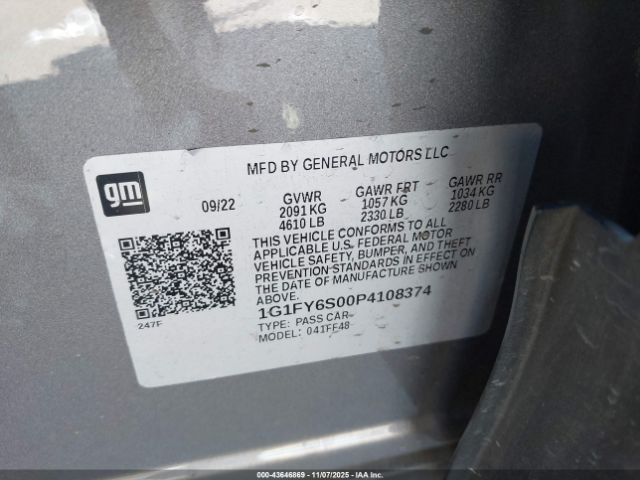 MFD BY GENERAL MOTORS LLC
gm
09/22
GVWR
2091 KG
4610 LB
GAWR FRT
1057 KG
2330 LB
GAWR RR
1034 KG
2280 LB
THIS VEHICLE CONFORMS TO ALL
APPLICABLE U.S. FEDERAL MOTOR
VEHICLE SAFETY, BUMPER, AND THEFT
PREVENTION STANDARDS IN EFFECT ON
THE DATE OF MANUFACTURE SHOWN
ABOVE.
1G1FY6S00P4108374
TYPE: PASS CAR
MODEL: 041FF48
247F
000-43646869 - 11/07/2025 - IAA Inc.